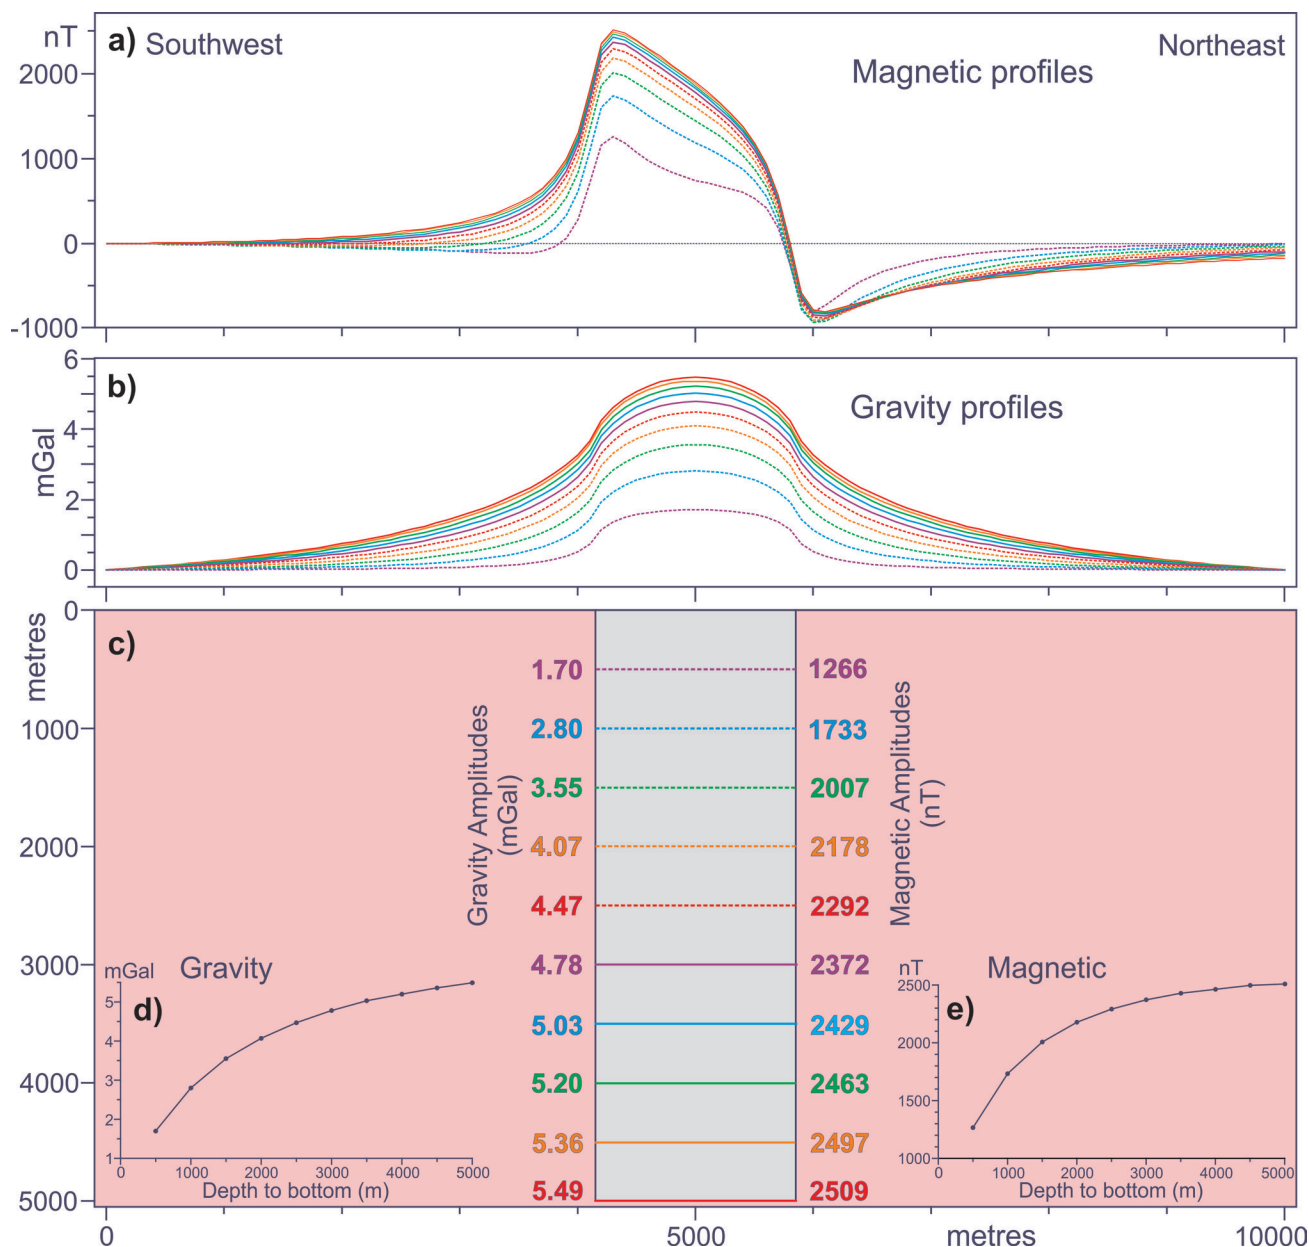 nT
a) Southwest
Northeast
Magnetic profiles
2000
1000
0
-1000
6
b)
Gravity profiles
4
mGal
2
0
0
metres
c)
1.70
1266
1000
2.80
1733
Gravity Amplitudes
(mGal)
Magnetic Amplitudes
(nT)
3.55
2007
2000
4.07
2178
4.47
2292
3000
4.78
2372
mGal
Gravity
nT
Magnetic
d)
e)
5
4
3
2
1
2500
2000
1500
1000
5.03
2429
4000
5.20
2463
5.36
2497
0
1000
2000
3000
4000
5000
Depth to bottom (m)
0
1000
2000
3000
4000
5000
Depth to bottom (m)
5.49
2509
5000
0
5000
metres
10000